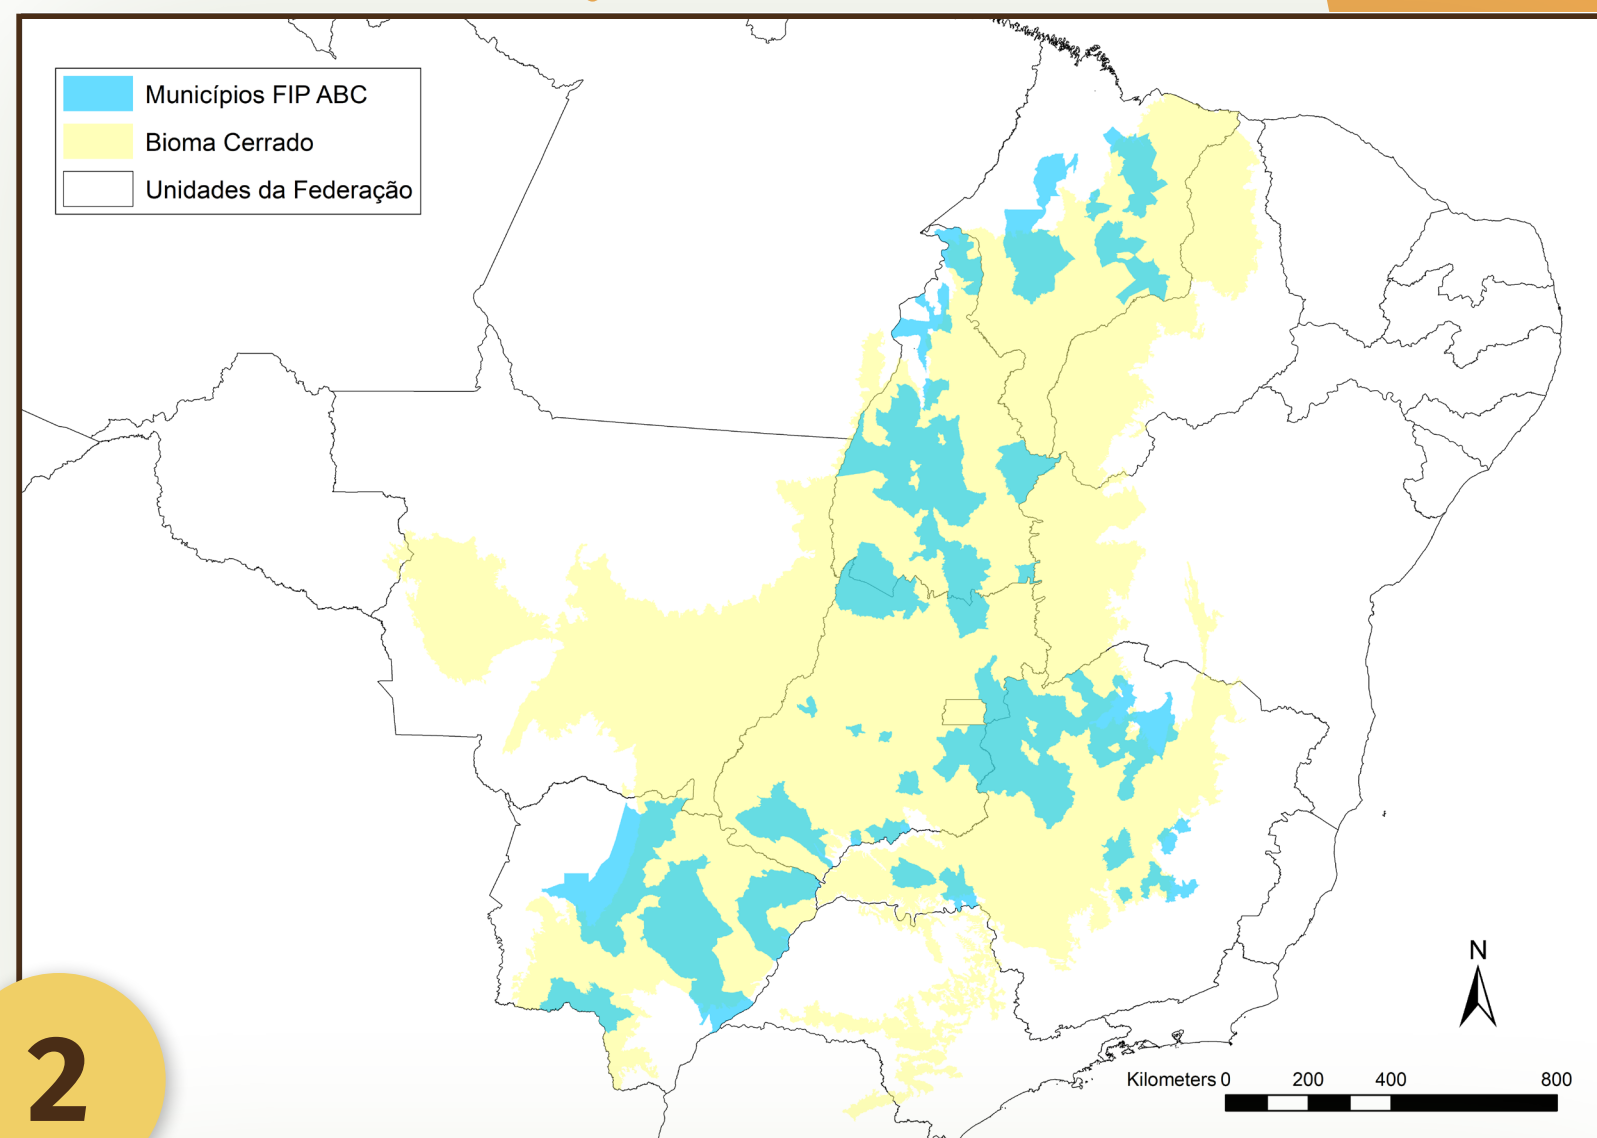 Municípios FIP ABC
Bioma Cerrado
Unidades da Federação
N
Kilometers 0 200 400 800
2